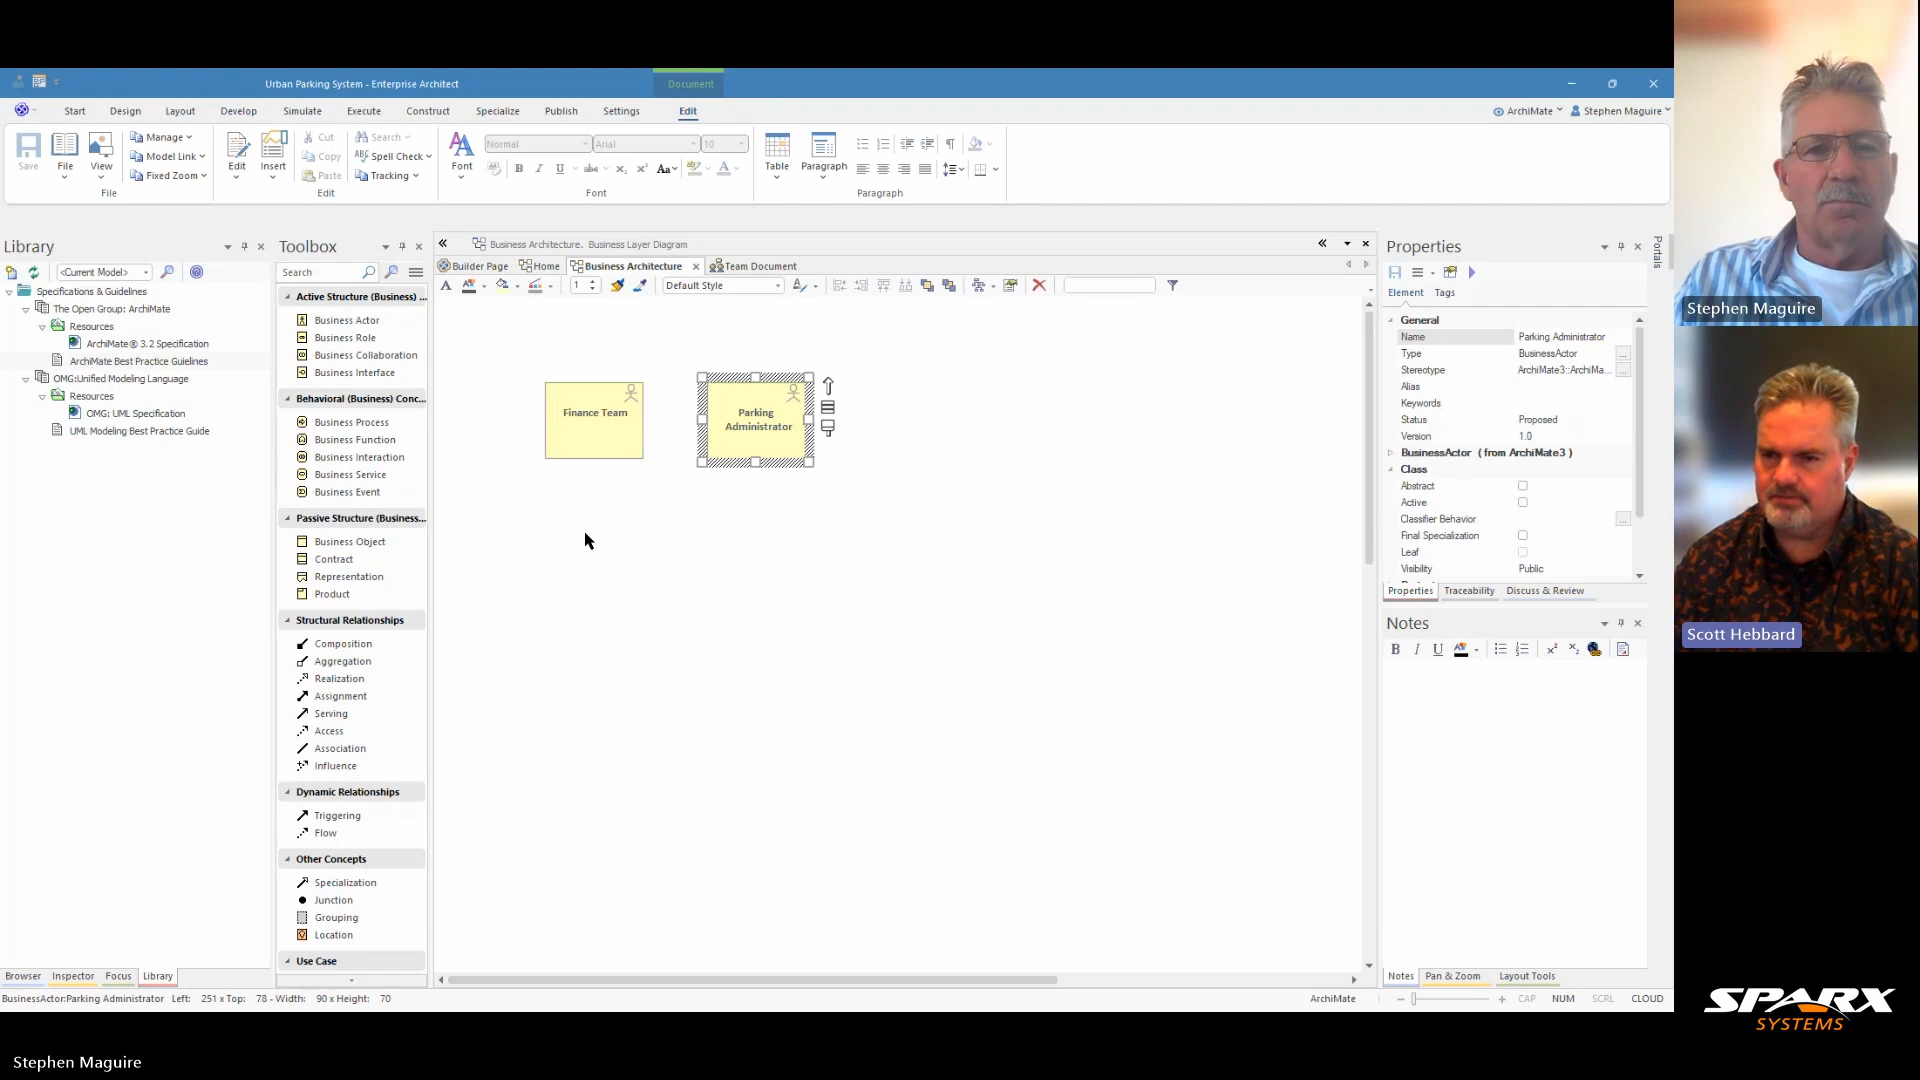 Urban Parking System - Enterprise Architect
Document
Start
Design
Layout
Develop
Simulate
Execute
Construct
Specialize
Publish
Settings
Edit
ArchiMate
Stephen Maguire
Save
File
View
Manage
Model Link
Fixed Zoom
File
Edit
Insert
Cut
Copy
Paste
Search
Spell Check
Tracking
Edit
Font
Normal
Arial
10
B I U abc x₂ x² Aa
Font
Table
Paragraph
Paragraph
Library
<Current Model>
Specifications & Guidelines
The Open Group: ArchiMate
Resources
ArchiMate® 3.2 Specification
ArchiMate Best Practice Guielines
OMG:Unified Modeling Language
Resources
OMG: UML Specification
UML Modeling Best Practice Guide
Browser
Inspector
Focus
Library
Toolbox
Search
Active Structure (Business) ...
Business Actor
Business Role
Business Collaboration
Business Interface
Behavioral (Business) Conc...
Business Process
Business Function
Business Interaction
Business Service
Business Event
Passive Structure (Business...
Business Object
Contract
Representation
Product
Structural Relationships
Composition
Aggregation
Realization
Assignment
Serving
Access
Association
Influence
Dynamic Relationships
Triggering
Flow
Other Concepts
Specialization
Junction
Grouping
Location
Use Case
Business Architecture. Business Layer Diagram
Builder Page
Home
Business Architecture
Team Document
1
Default Style
Finance Team
Parking
Administrator
Properties
Portals
Element
Tags
General
Name Parking Administrator
Type BusinessActor
Stereotype ArchiMate3::ArchiMa...
Alias
Keywords
Status Proposed
Version 1.0
BusinessActor ( from ArchiMate3 )
Class
Abstract
Active
Classifier Behavior
Final Specialization
Leaf
Visibility Public
Properties
Traceability
Discuss & Review
Notes
B I U
Notes
Pan & Zoom
Layout Tools
BusinessActor:Parking Administrator Left: 251 x Top: 78 - Width: 90 x Height: 70
ArchiMate
CAP
NUM
SCRL
CLOUD
Stephen Maguire
Scott Hebbard
SPARX
SYSTEMS
Stephen Maguire